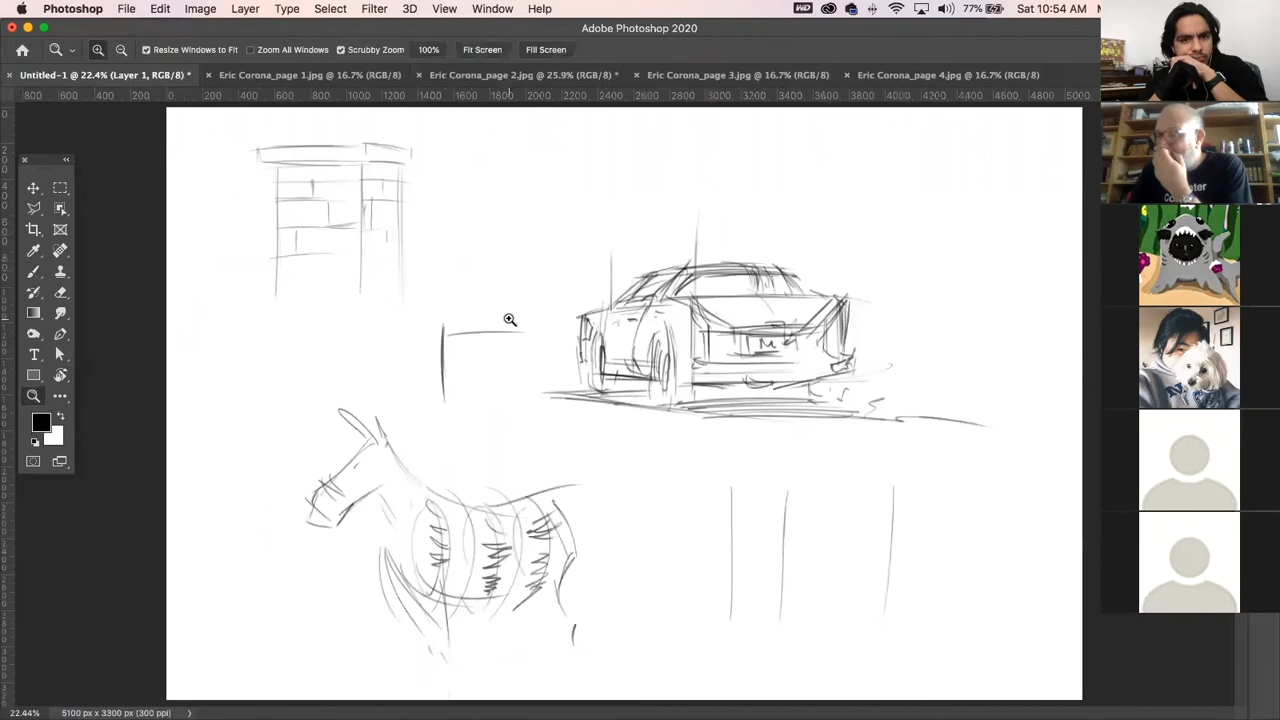 Photoshop File Edit Image Layer Type Select Filter 3D View Window Help 77% Sat 10:54 AM
Adobe Photoshop 2020
Resize Windows to Fit Zoom All Windows Scrubby Zoom 100% Fit Screen Fill Screen
Untitled-1 @ 22.4% (Layer 1, RGB/8) * Eric Corona_page 1.jpg @ 16.7% (RGB/8) Eric Corona_page 2.jpg @ 25.9% (RGB/8) * Eric Corona_page 3.jpg @ 16.7% (RGB/8) Eric Corona_page 4.jpg @ 16.7% (RGB/8)
800 600 400 200 0 200 400 600 800 1000 1200 1400 1600 1800 2000 2200 2400 2600 2800 3000 3200 3400 3600 3800 4000 4200 4400 4600 4800 5000
22.44% 5100 px x 3300 px (300 ppi)